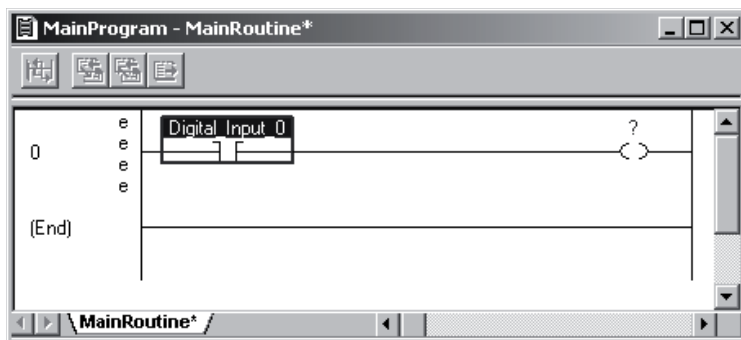 MainProgram - MainRoutine*
e
Digital_Input_0
?
0
e
e
e
(End)
MainRoutine*